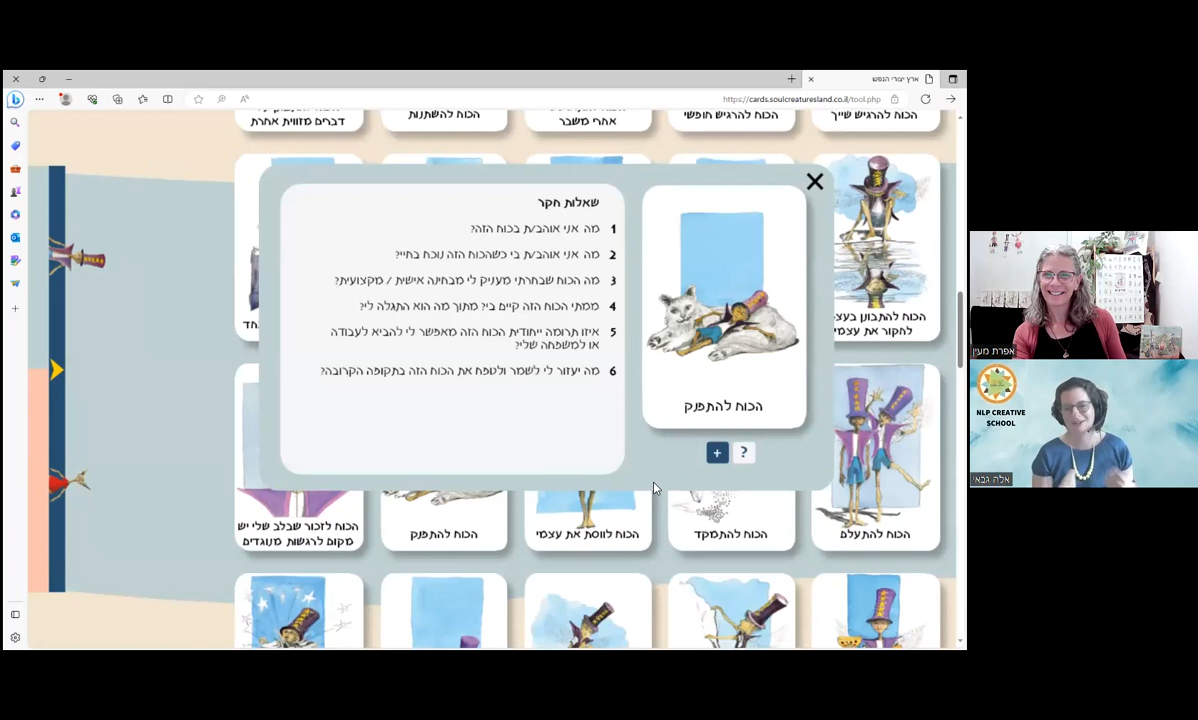 ארץ יצורי הנפש
https://cards.soulcreaturesland.co.il/tool.php
הכוח להרגיש שייך
הכוח להרגיש חופשי
אחרי משבר
הכוח להשתנות
דברים מזווית אחרת
שאלות חקר
1 מה אני אוהב/ת בכוח הזה?
2 מה אני אוהב/ת בי כשהכוח הזה נוכח בחיי?
3 מה הכוח שבחרתי מעניק לי מבחינה אישית / מקצועית?
4 ממתי הכוח הזה קיים בי? מתוך מה הוא התגלה לי?
5 איזו תרומה ייחודית הכוח הזה מאפשר לי להביא לעבודה
או למשפחה שלי?
6 מה יעזור לי לשמר ולטפח את הכוח הזה בתקופה הקרובה?
הכוח להתפנק
+
?
הכוח להתבונן
לחקור את עצמי
הכוח להתעלם
הכוח להתמקד
הכוח לווסת את עצמי
הכוח להתפנק
הכוח לזכור שבלב שלי יש
מקום לרגשות מנוגדים
אפרת מעין
NLP CREATIVE
SCHOOL
אלה גבאי